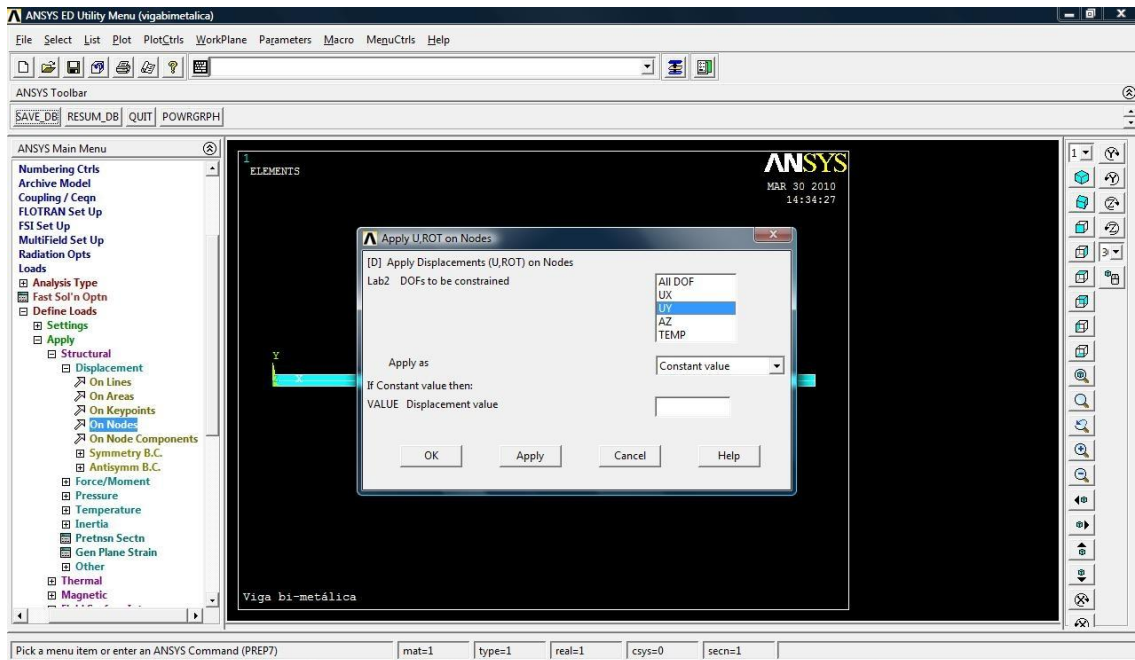 ANSYS ED Utility Menu (vigabimetalica)
File Select List Plot PlotCtrls WorkPlane Parameters Macro MenuCtrls Help
ANSYS Toolbar
SAVE_DB RESUM_DB QUIT POWRGRPH
ANSYS Main Menu
Numbering Ctrls
Archive Model
Coupling / Ceqn
FLOTRAN Set Up
FSI Set Up
MultiField Set Up
Radiation Opts
Loads
Analysis Type
Fast Sol'n Optn
Define Loads
Settings
Apply
Structural
Displacement
On Lines
On Areas
On Keypoints
On Nodes
On Node Components
Symmetry B.C.
Antisymm B.C.
Force/Moment
Pressure
Temperature
Inertia
Pretnsn Sectn
Gen Plane Strain
Other
Thermal
Magnetic
1
ELEMENTS
ANSYS
MAR 30 2010
14:34:27
Y
X
Apply U,ROT on Nodes
[D] Apply Displacements (U,ROT) on Nodes
Lab2 DOFs to be constrained
All DOF
UX
UY
AZ
TEMP
Apply as
Constant value
If Constant value then:
VALUE Displacement value
OK Apply Cancel Help
Viga bi-metálica
1
3
Pick a menu item or enter an ANSYS Command (PREP7) mat=1 type=1 real=1 csys=0 secn=1